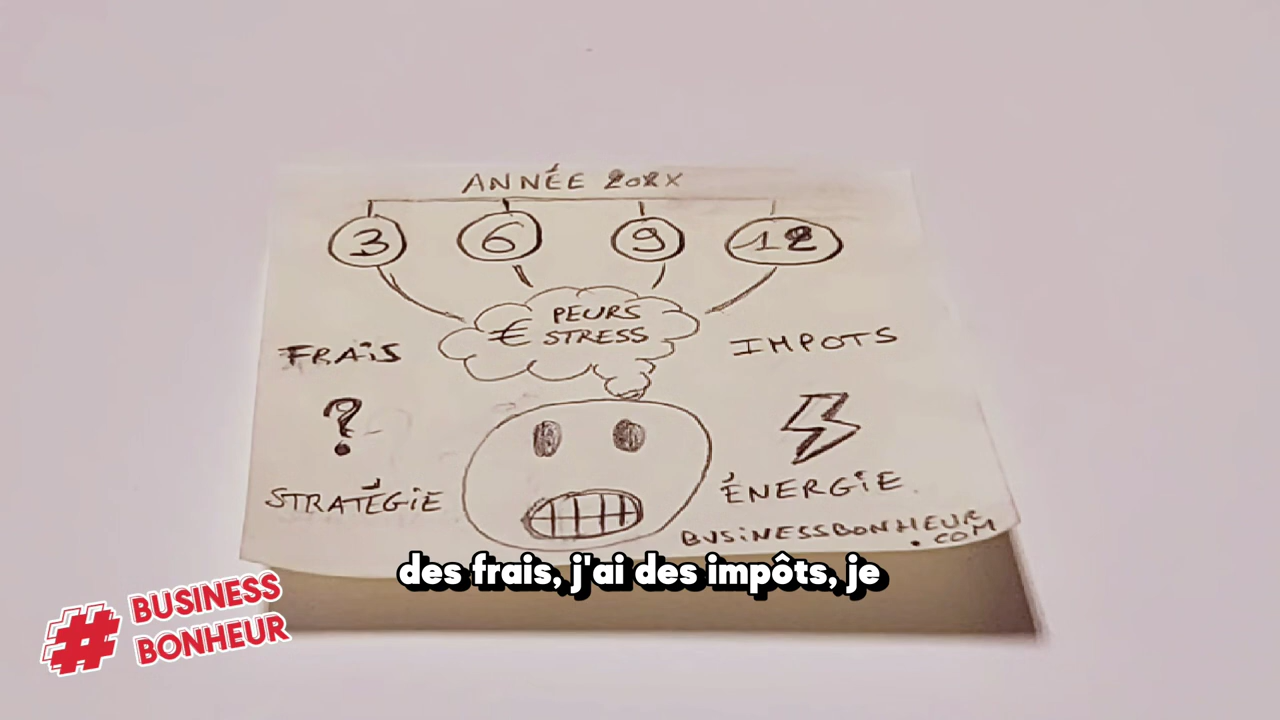 ANNÉE 202X
3 6 9 12
€ PEURS
STRESS
FRAIS
IMPOTS
?
STRATÉGIE
ÉNERGIE
BUSINESSBONHEUR
.COM
des frais, j'ai des impôts, je
# BUSINESS
BONHEUR